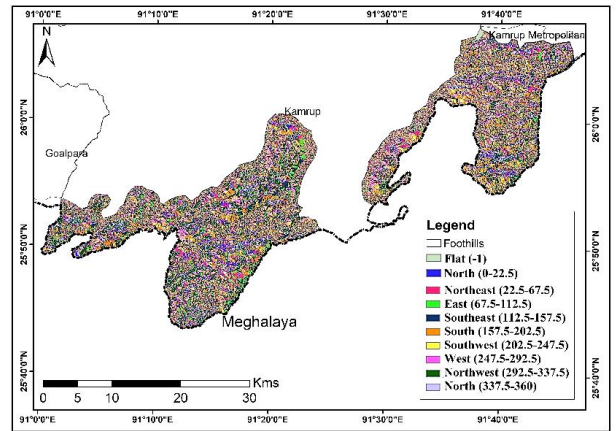 91°0'0"E 91°10'0"E 91°20'0"E 91°30'0"E 91°40'0"E
N
Kamrup Metropolitan
Kamrup
Goalpara
26°0'0"N 26°0'0"N
25°50'0"N 25°50'0"N
25°40'0"N 25°40'0"N
Meghalaya
Legend
Foothills
Flat (-1)
North (0-22.5)
Northeast (22.5-67.5)
East (67.5-112.5)
Southeast (112.5-157.5)
South (157.5-202.5)
Southwest (202.5-247.5)
West (247.5-292.5)
Northwest (292.5-337.5)
North (337.5-360)
Kms
0 5 10 20 30
91°0'0"E 91°10'0"E 91°20'0"E 91°30'0"E 91°40'0"E